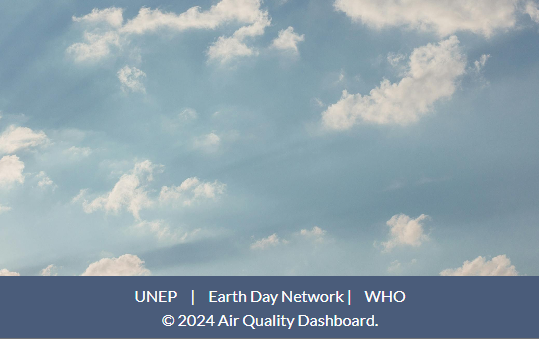 UNEP | Earth Day Network | WHO
© 2024 Air Quality Dashboard.